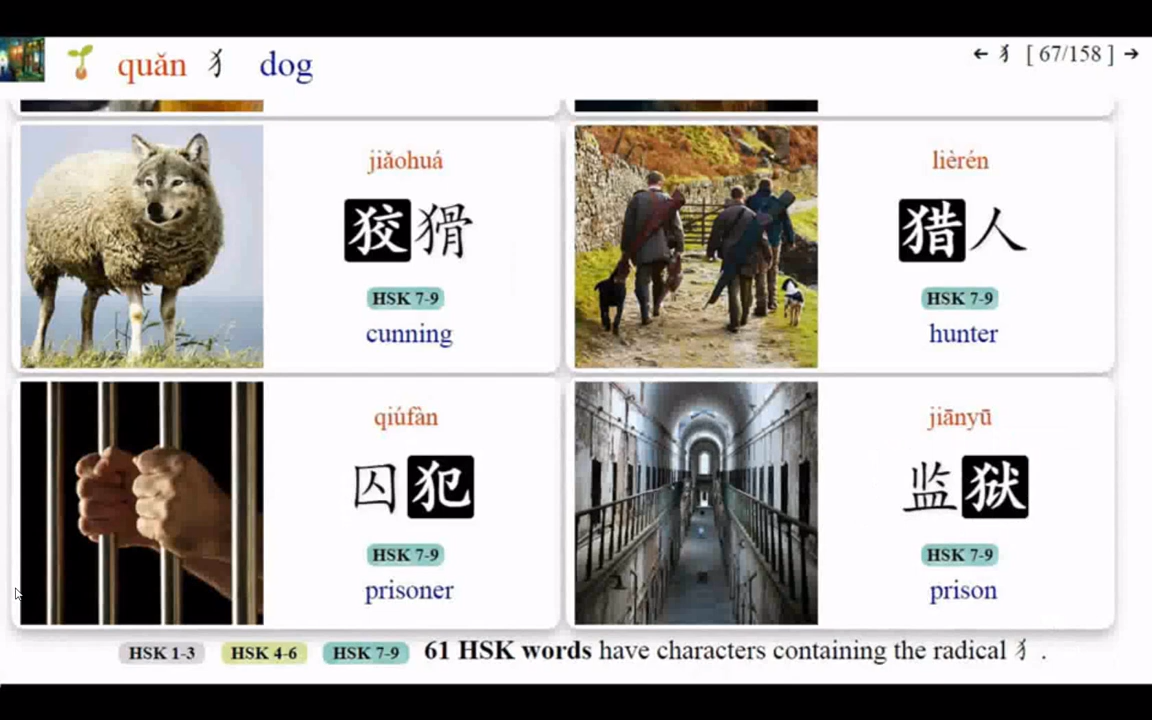 quǎn 犭 dog
← 犭 [ 67/158 ] →
jiǎohuá
狡猾
HSK 7-9
cunning
lièrén
猎人
HSK 7-9
hunter
qiúfàn
囚犯
HSK 7-9
prisoner
jiānyū
监狱
HSK 7-9
prison
HSK 1-3 HSK 4-6 HSK 7-9 61 HSK words have characters containing the radical 犭.